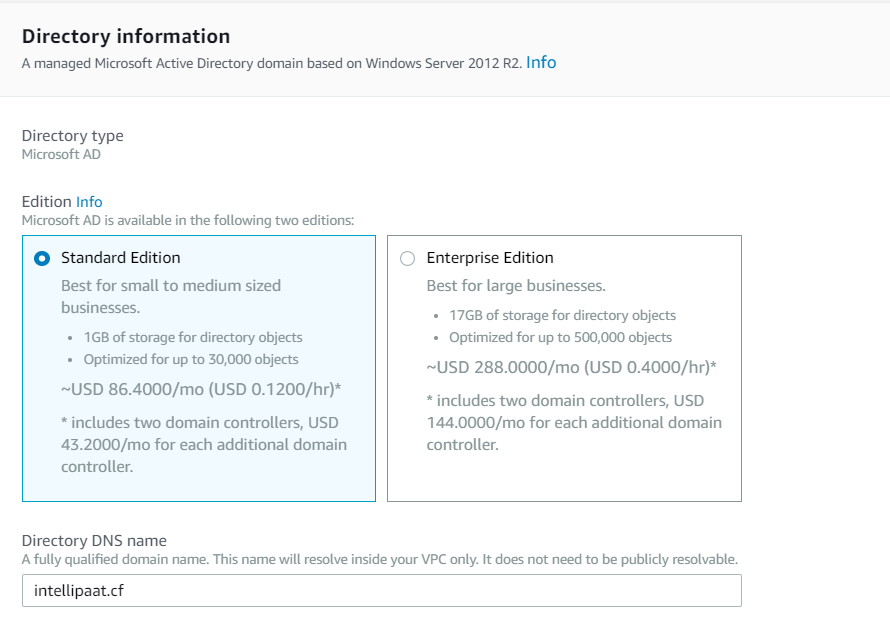 Directory information
A managed Microsoft Active Directory domain based on Windows Server 2012 R2. Info
Directory type
Microsoft AD
Edition Info
Microsoft AD is available in the following two editions:
Standard Edition
Best for small to medium sized
businesses.
• 1GB of storage for directory objects
• Optimized for up to 30,000 objects
~USD 86.4000/mo (USD 0.1200/hr)*
* includes two domain controllers, USD
43.2000/mo for each additional domain
controller.
Enterprise Edition
Best for large businesses.
• 17GB of storage for directory objects
• Optimized for up to 500,000 objects
~USD 288.0000/mo (USD 0.4000/hr)*
* includes two domain controllers, USD
144.0000/mo for each additional domain
controller.
Directory DNS name
A fully qualified domain name. This name will resolve inside your VPC only. It does not need to be publicly resolvable.
intellipaat.cf